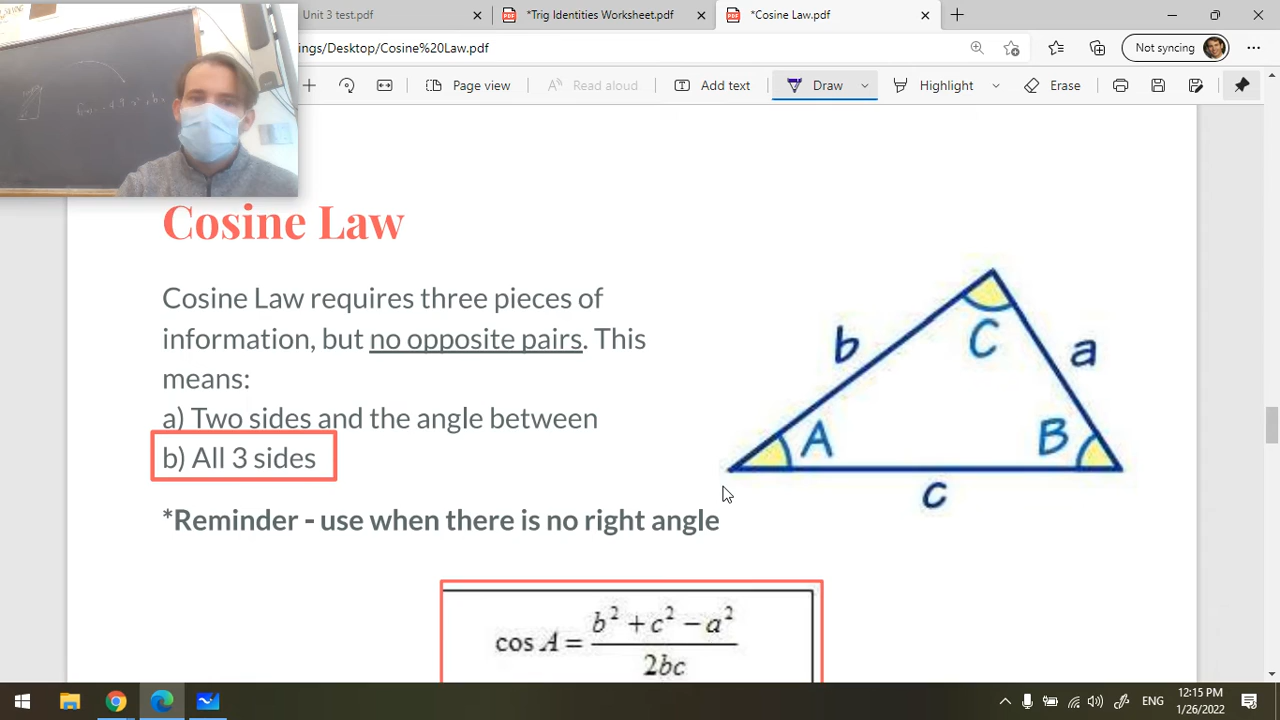 Unit 3 test.pdf
*Trig Identities Worksheet.pdf
*Cosine Law.pdf
ings/Desktop/Cosine%20Law.pdf
Not syncing
Page view
Read aloud
Add text
Draw
Highlight
Erase
Cosine Law
Cosine Law requires three pieces of
information, but no opposite pairs. This
means:
a) Two sides and the angle between
b) All 3 sides
*Reminder - use when there is no right angle
b
C
a
A
B
c
cos A = \frac{b² + c² − a²}{2bc}
ENG
12:15 PM
1/26/2022